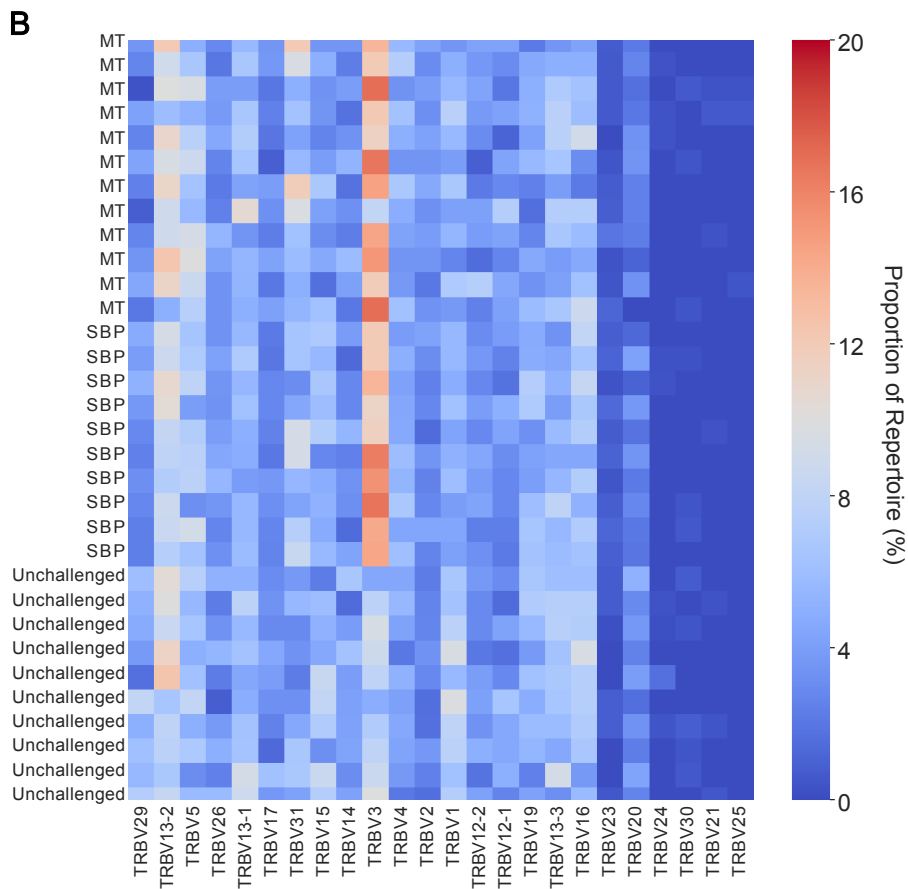 B
MT
MT
MT
MT
MT
MT
MT
MT
MT
MT
MT
MT
SBP
SBP
SBP
SBP
SBP
SBP
SBP
SBP
SBP
SBP
Unchallenged
Unchallenged
Unchallenged
Unchallenged
Unchallenged
Unchallenged
Unchallenged
Unchallenged
Unchallenged
Unchallenged
TRBV29
TRBV13-2
TRBV5
TRBV26
TRBV13-1
TRBV17
TRBV31
TRBV15
TRBV14
TRBV3
TRBV4
TRBV2
TRBV1
TRBV12-2
TRBV12-1
TRBV19
TRBV13-3
TRBV16
TRBV23
TRBV20
TRBV24
TRBV30
TRBV21
TRBV25
20
16
12
8
4
0
Proportion of Repertoire (%)